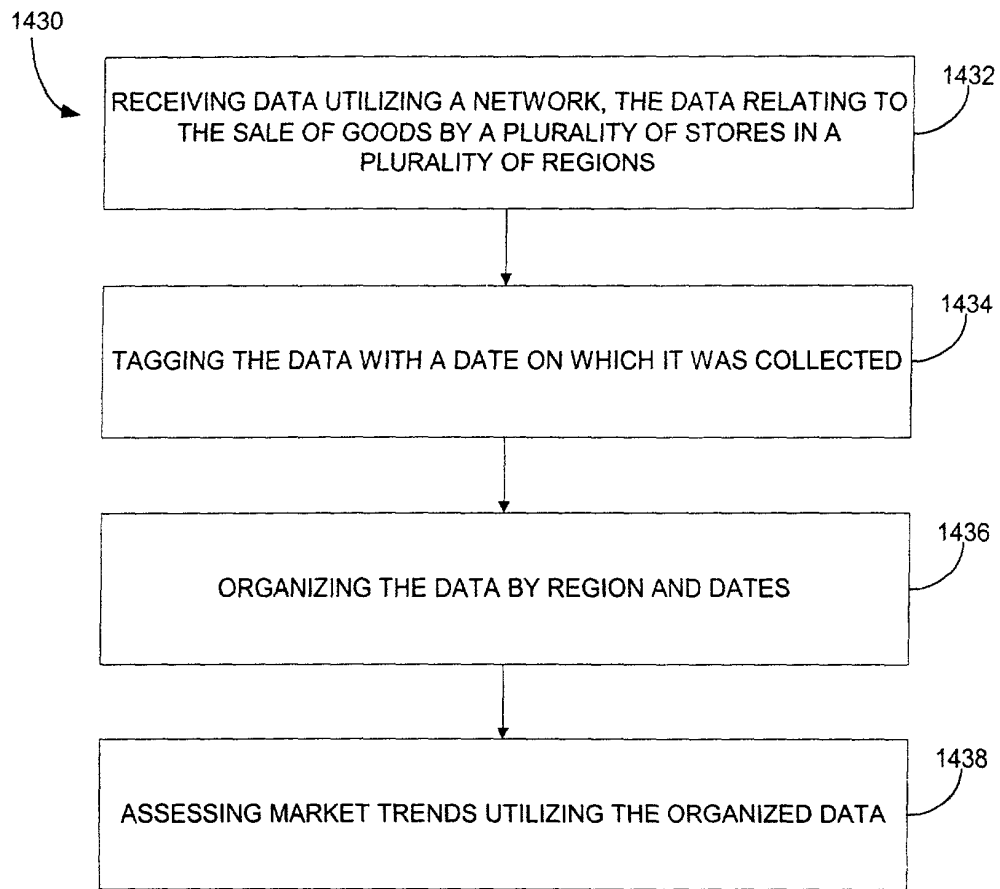 1430
1432
RECEIVING DATA UTILIZING A NETWORK, THE DATA RELATING TO
THE SALE OF GOODS BY A PLURALITY OF STORES IN A
PLURALITY OF REGIONS
1434
TAGGING THE DATA WITH A DATE ON WHICH IT WAS COLLECTED
1436
ORGANIZING THE DATA BY REGION AND DATES
1438
ASSESSING MARKET TRENDS UTILIZING THE ORGANIZED DATA